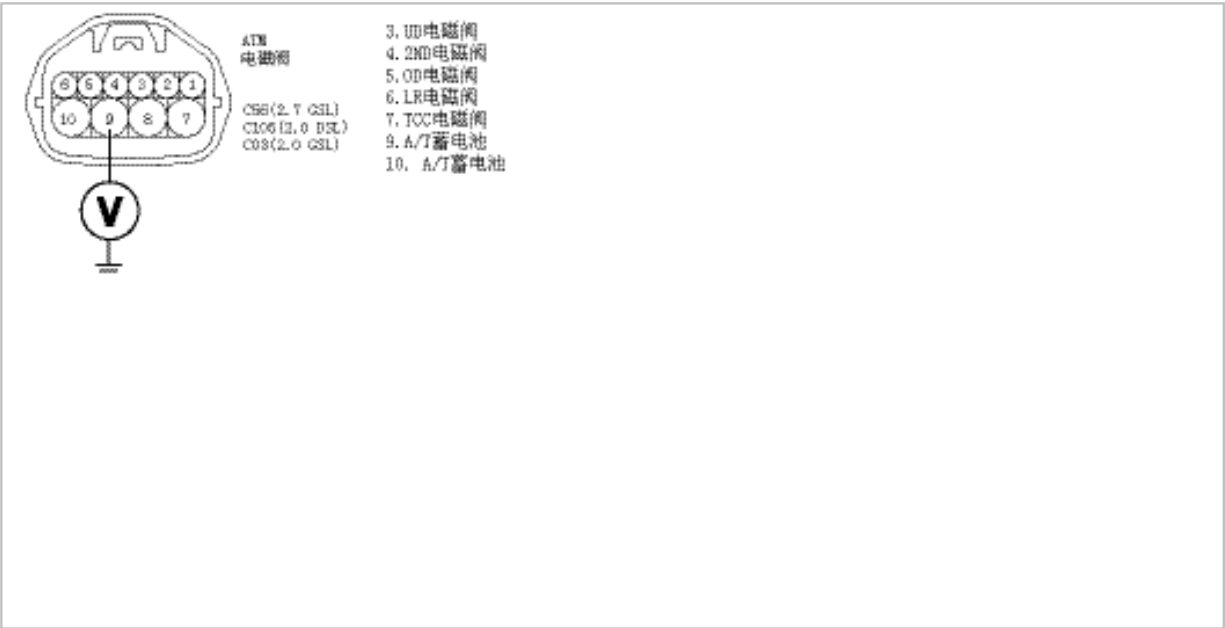 6 5 4 3 2 1
10 9 8 7
V
ATM
电磁阀
C56(2.7 GSL)
C106(2.0 DSL)
C03(2.0 GSL)
3.UD电磁阀
4.2ND电磁阀
5.OD电磁阀
6.LR电磁阀
7.TCC电磁阀
9.A/T蓄电池
10. A/T蓄电池